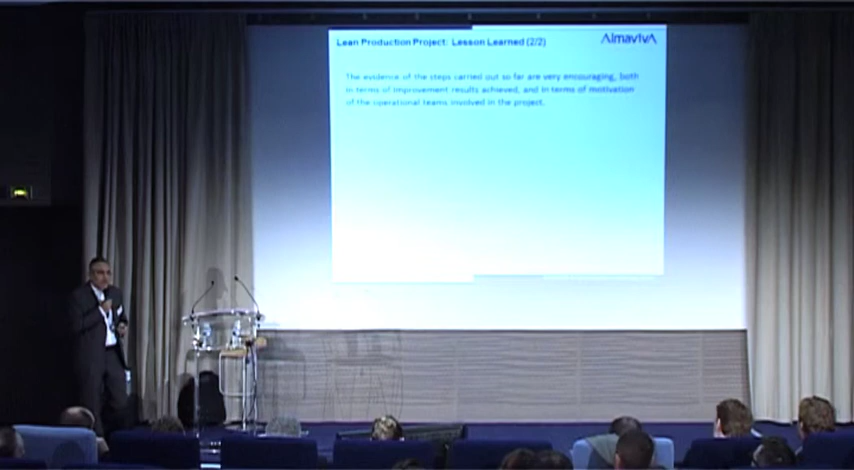 Lean Production Project: Lesson Learned (2/2)
AlmavivA
The evidence of the steps carried out so far are very encouraging, both
in terms of improvement results achieved, and in terms of motivation
of the operational teams involved in the project.